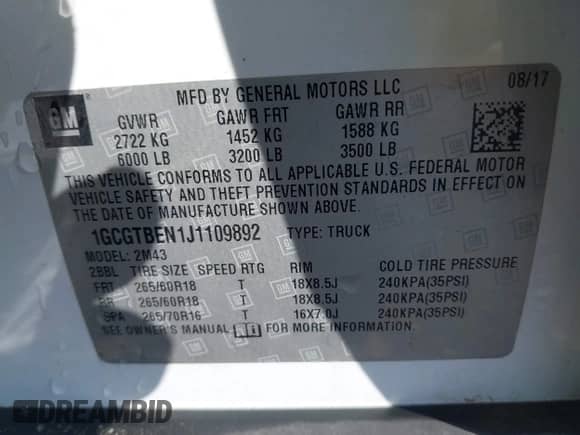 GM
MFD BY GENERAL MOTORS LLC
08/17
GVWR GAWR FRT GAWR RR
2722 KG 1452 KG 1588 KG
6000 LB 3200 LB 3500 LB
THIS VEHICLE CONFORMS TO ALL APPLICABLE U.S. FEDERAL MOTOR
VEHICLE SAFETY AND THEFT PREVENTION STANDARDS IN EFFECT ON
THE DATE OF MANUFACTURE SHOWN ABOVE.
1GCGTBEN1J1109892 TYPE: TRUCK
MODEL: 2M43
2BBL TIRE SIZE SPEED RTG RIM COLD TIRE PRESSURE
FRT 265/60R18 T 18X8.5J 240KPA(35PSI)
RR 265/60R18 T 18X8.5J 240KPA(35PSI)
SPA 265/70R16 T 16X7.0J 240KPA(35PSI)
SEE OWNER'S MANUAL FOR MORE INFORMATION.
DREAMBID